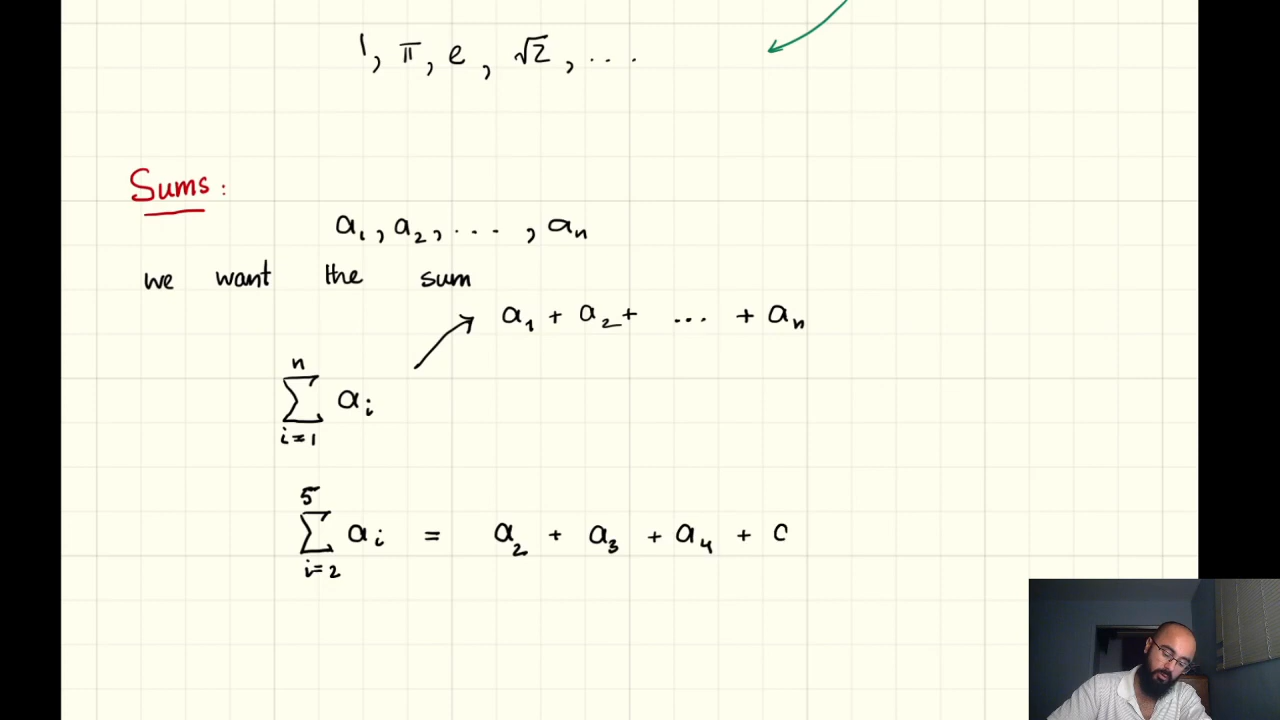 1, π, e, √2, ...
Sums:
a₁, a₂, ..., aₙ
we want the sum
a₁ + a₂ + ... + aₙ
n
∑ aᵢ
i=1
5
∑ aᵢ = a₂ + a₃ + a₄ + c
i=2